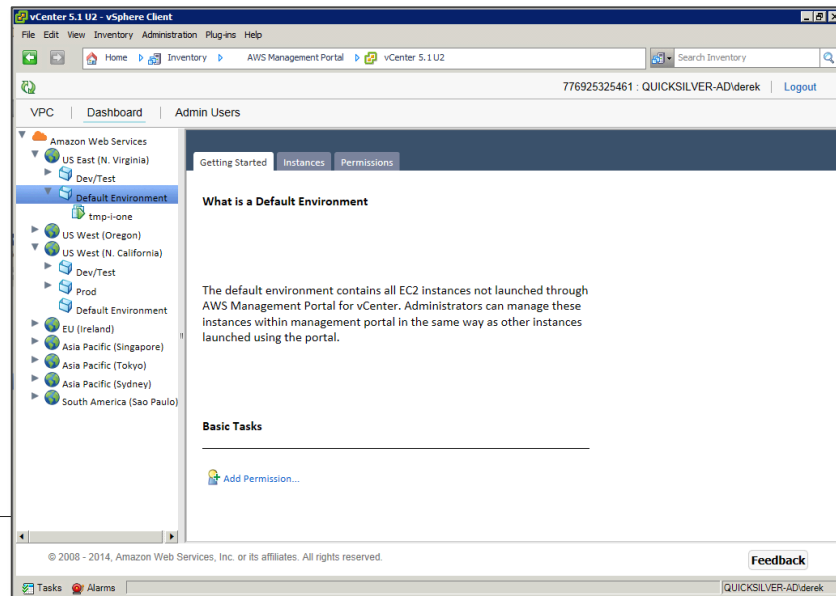 vCenter 5.1 U2 - vSphere Client
File Edit View Inventory Administration Plug-ins Help
Home Inventory AWS Management Portal vCenter 5.1 U2 Search Inventory
776925325461 : QUICKSILVER-AD\derek Logout
VPC Dashboard Admin Users
Amazon Web Services
US East (N. Virginia)
Dev/Test
Default Environment
tmp-i-one
US West (Oregon)
US West (N. California)
Dev/Test
Prod
Default Environment
EU (Ireland)
Asia Pacific (Singapore)
Asia Pacific (Tokyo)
Asia Pacific (Sydney)
South America (Sao Paulo)
Getting Started Instances Permissions
What is a Default Environment
The default environment contains all EC2 instances not launched through
AWS Management Portal for vCenter. Administrators can manage these
instances within management portal in the same way as other instances
launched using the portal.
Basic Tasks
Add Permission...
© 2008 - 2014, Amazon Web Services, Inc. or its affiliates. All rights reserved.
Feedback
Tasks Alarms QUICKSILVER-AD\derek